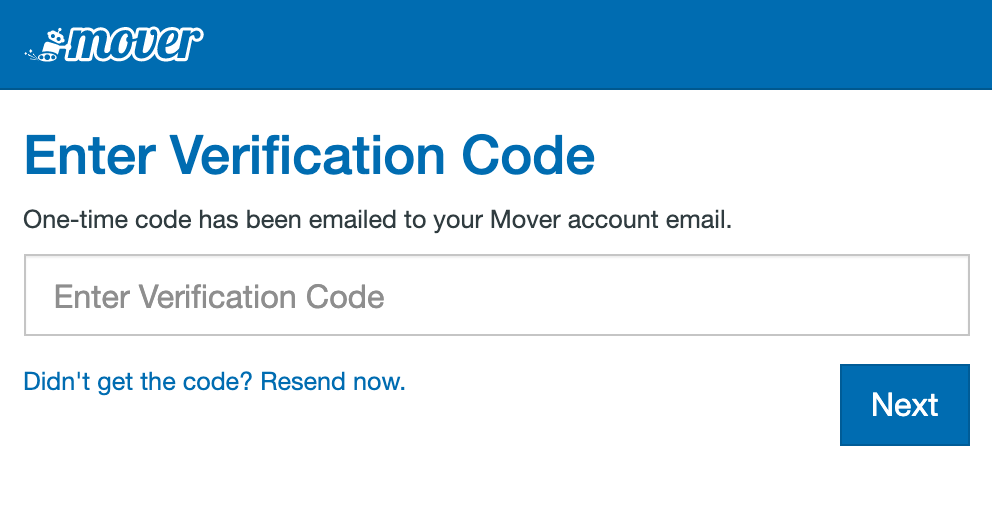 mover
Enter Verification Code
One-time code has been emailed to your Mover account email.
Enter Verification Code
Didn't get the code? Resend now.
Next